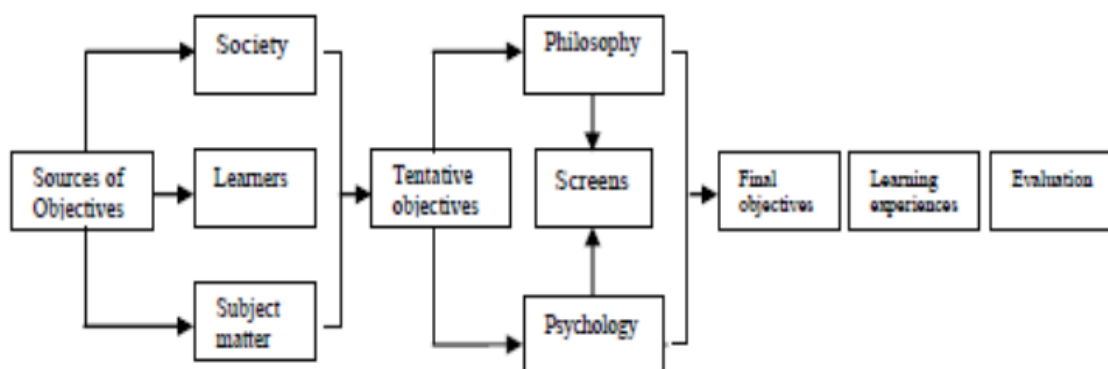 Society
Philosophy
Sources of
Objectives
Learners
Tentative
objectives
Screens
Final
objectives
Learning
experiences
Evaluation
Subject
matter
Psychology